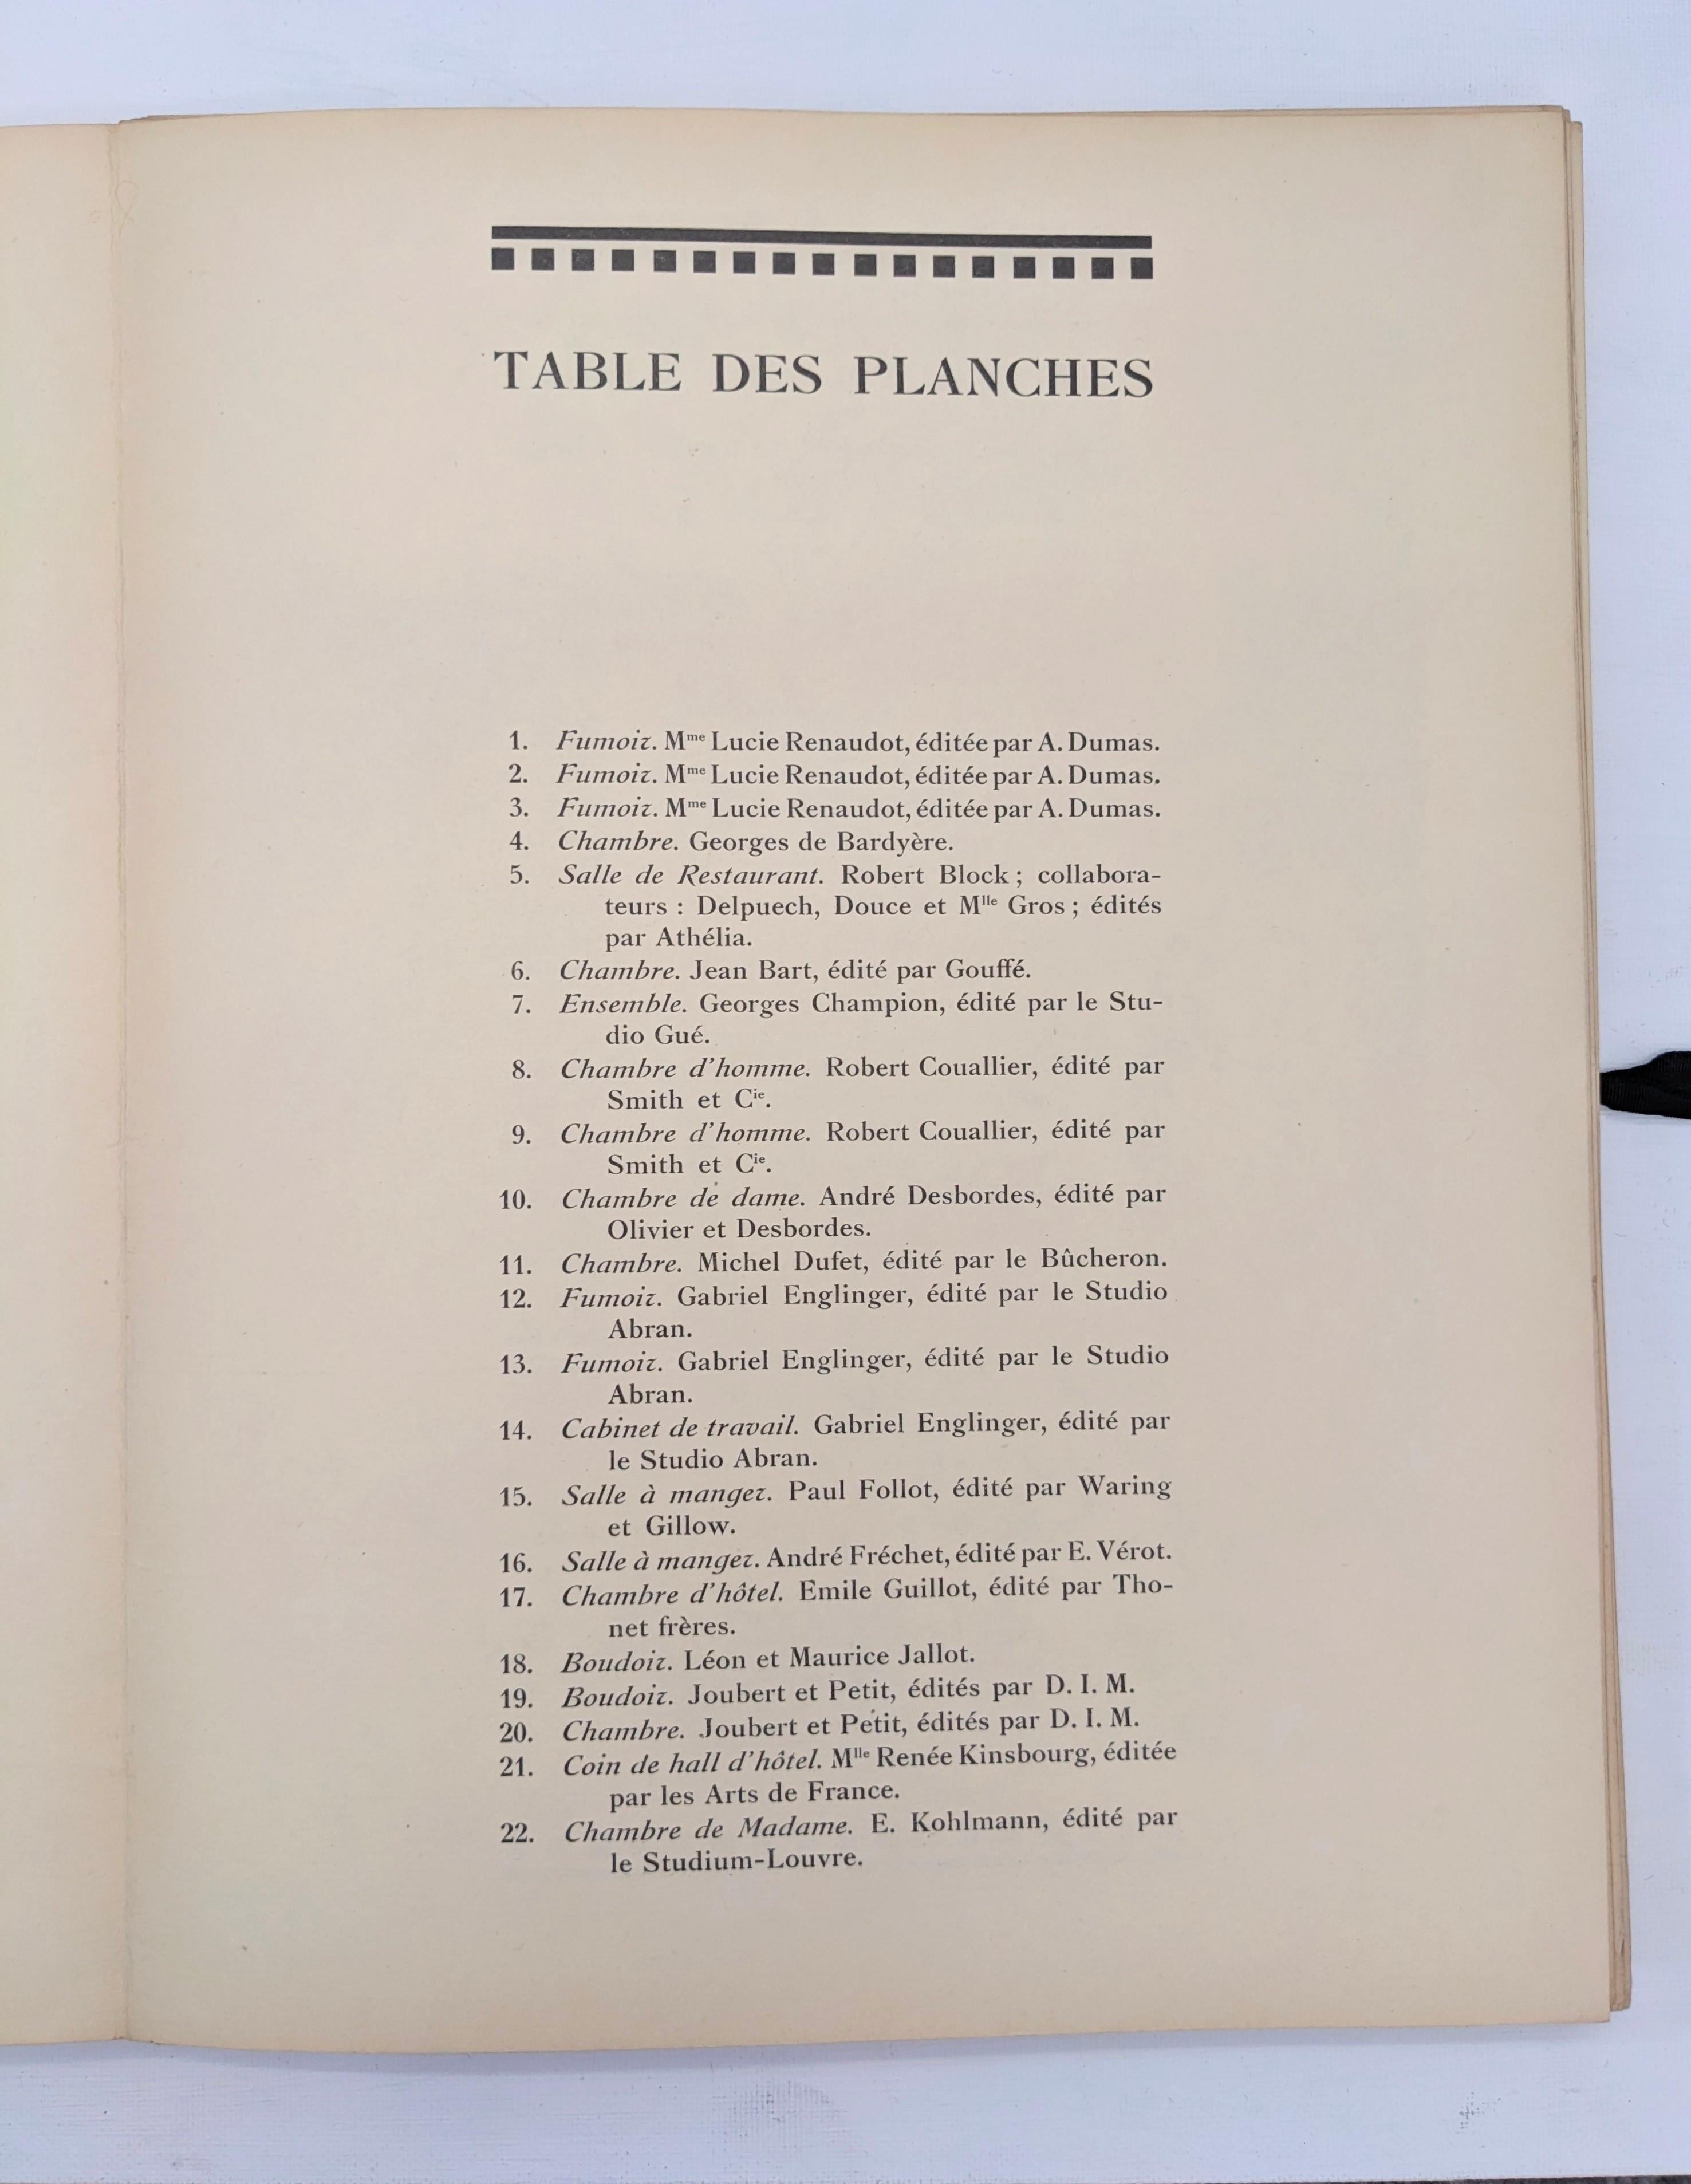 TABLE DES PLANCHES
1. Fumoir. Mme Lucie Renaudot, éditée par A. Dumas.
2. Fumoir. Mme Lucie Renaudot, éditée par A. Dumas.
3. Fumoir. Mme Lucie Renaudot, éditée par A. Dumas.
4. Chambre. Georges de Bardyère.
5. Salle de Restaurant. Robert Block ; collabora-
teurs : Delpuech, Douce et Mlle Gros ; édités
par Athélia.
6. Chambre. Jean Bart, édité par Gouffé.
7. Ensemble. Georges Champion, édité par le Stu-
dio Gué.
8. Chambre d'homme. Robert Couallier, édité par
Smith et Cie.
9. Chambre d'homme. Robert Couallier, édité par
Smith et Cie.
10. Chambre de dame. André Desbordes, édité par
Olivier et Desbordes.
11. Chambre. Michel Dufet, édité par le Bûcheron.
12. Fumoir. Gabriel Englinger, édité par le Studio
Abran.
13. Fumoir. Gabriel Englinger, édité par le Studio
Abran.
14. Cabinet de travail. Gabriel Englinger, édité par
le Studio Abran.
15. Salle à manger. Paul Follot, édité par Waring
et Gillow.
16. Salle à manger. André Fréchet, édité par E. Vérot.
17. Chambre d'hôtel. Emile Guillot, édité par Tho-
net frères.
18. Boudoir. Léon et Maurice Jallot.
19. Boudoir. Joubert et Petit, édités par D. I. M.
20. Chambre. Joubert et Petit, édités par D. I. M.
21. Coin de hall d'hôtel. Mlle Renée Kinsbourg, éditée
par les Arts de France.
22. Chambre de Madame. E. Kohlmann, édité par
le Studium-Louvre.